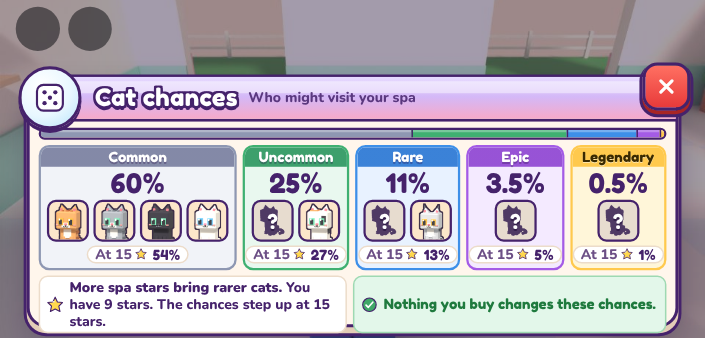 Cat chances Who might visit your spa
Common Uncommon Rare Epic Legendary
60% 25% 11% 3.5% 0.5%
? ? ? ?
At 15 54% At 15 27% At 15 13% At 15 5% At 15 1%
More spa stars bring rarer cats. You
have 9 stars. The chances step up at 15
stars.
Nothing you buy changes these chances.